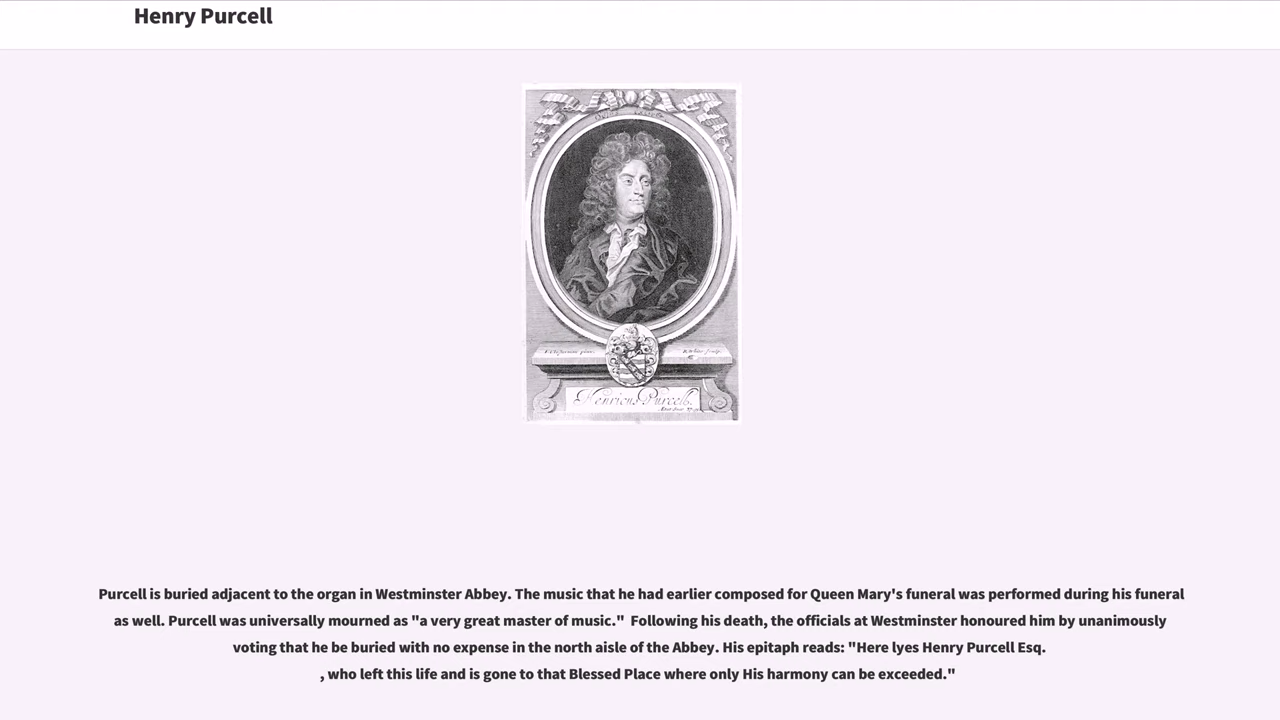 Henry Purcell
Henricus Purcell.
Purcell is buried adjacent to the organ in Westminster Abbey. The music that he had earlier composed for Queen Mary's funeral was performed during his funeral
as well. Purcell was universally mourned as "a very great master of music."  Following his death, the officials at Westminster honoured him by unanimously
voting that he be buried with no expense in the north aisle of the Abbey. His epitaph reads: "Here lyes Henry Purcell Esq.
, who left this life and is gone to that Blessed Place where only His harmony can be exceeded."